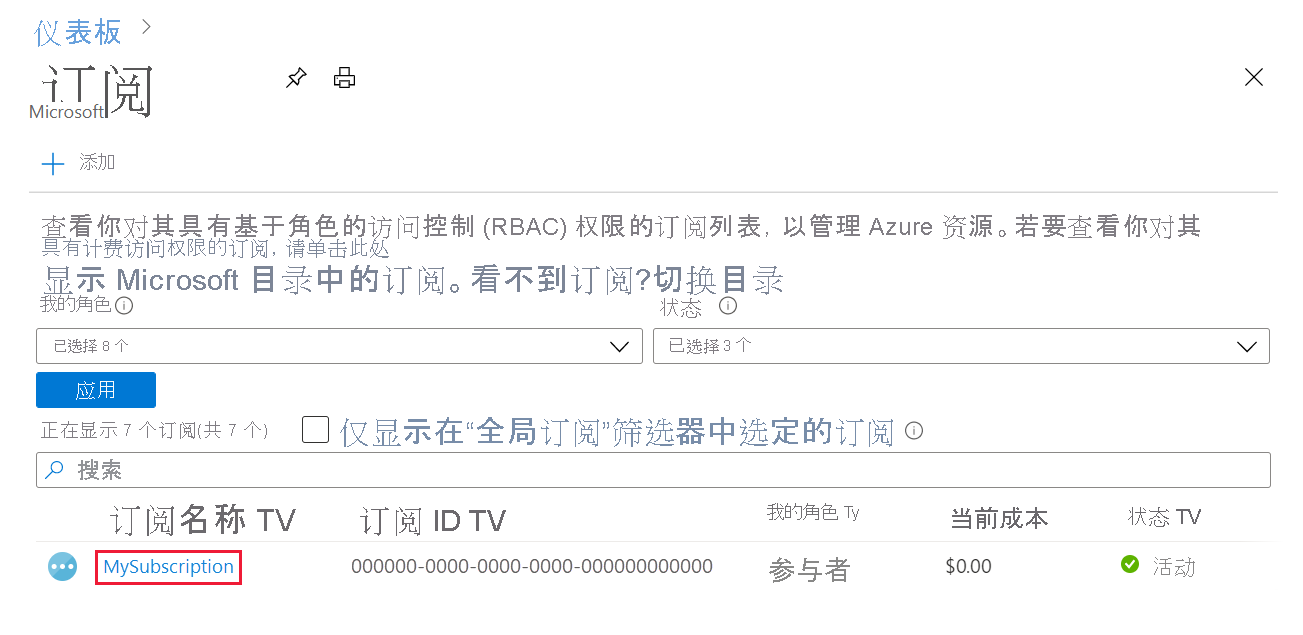 仪表板 >
订阅
Microsoft
添加
查看你对其具有基于角色的访问控制 (RBAC) 权限的订阅列表, 以管理 Azure 资源。若要查看你对其
具有计费访问权限的订阅, 请单击此处
显示 Microsoft 目录中的订阅。看不到订阅?切换目录
我的角色 状态
已选择 8 个 已选择 3 个
应用
正在显示 7 个订阅(共 7 个) 仅显示在“全局订阅”筛选器中选定的订阅
搜索
订阅名称 TV 订阅 ID TV 我的角色 Ty 当前成本 状态 TV
MySubscription 000000-0000-0000-0000-000000000000 参与者 $0.00 活动